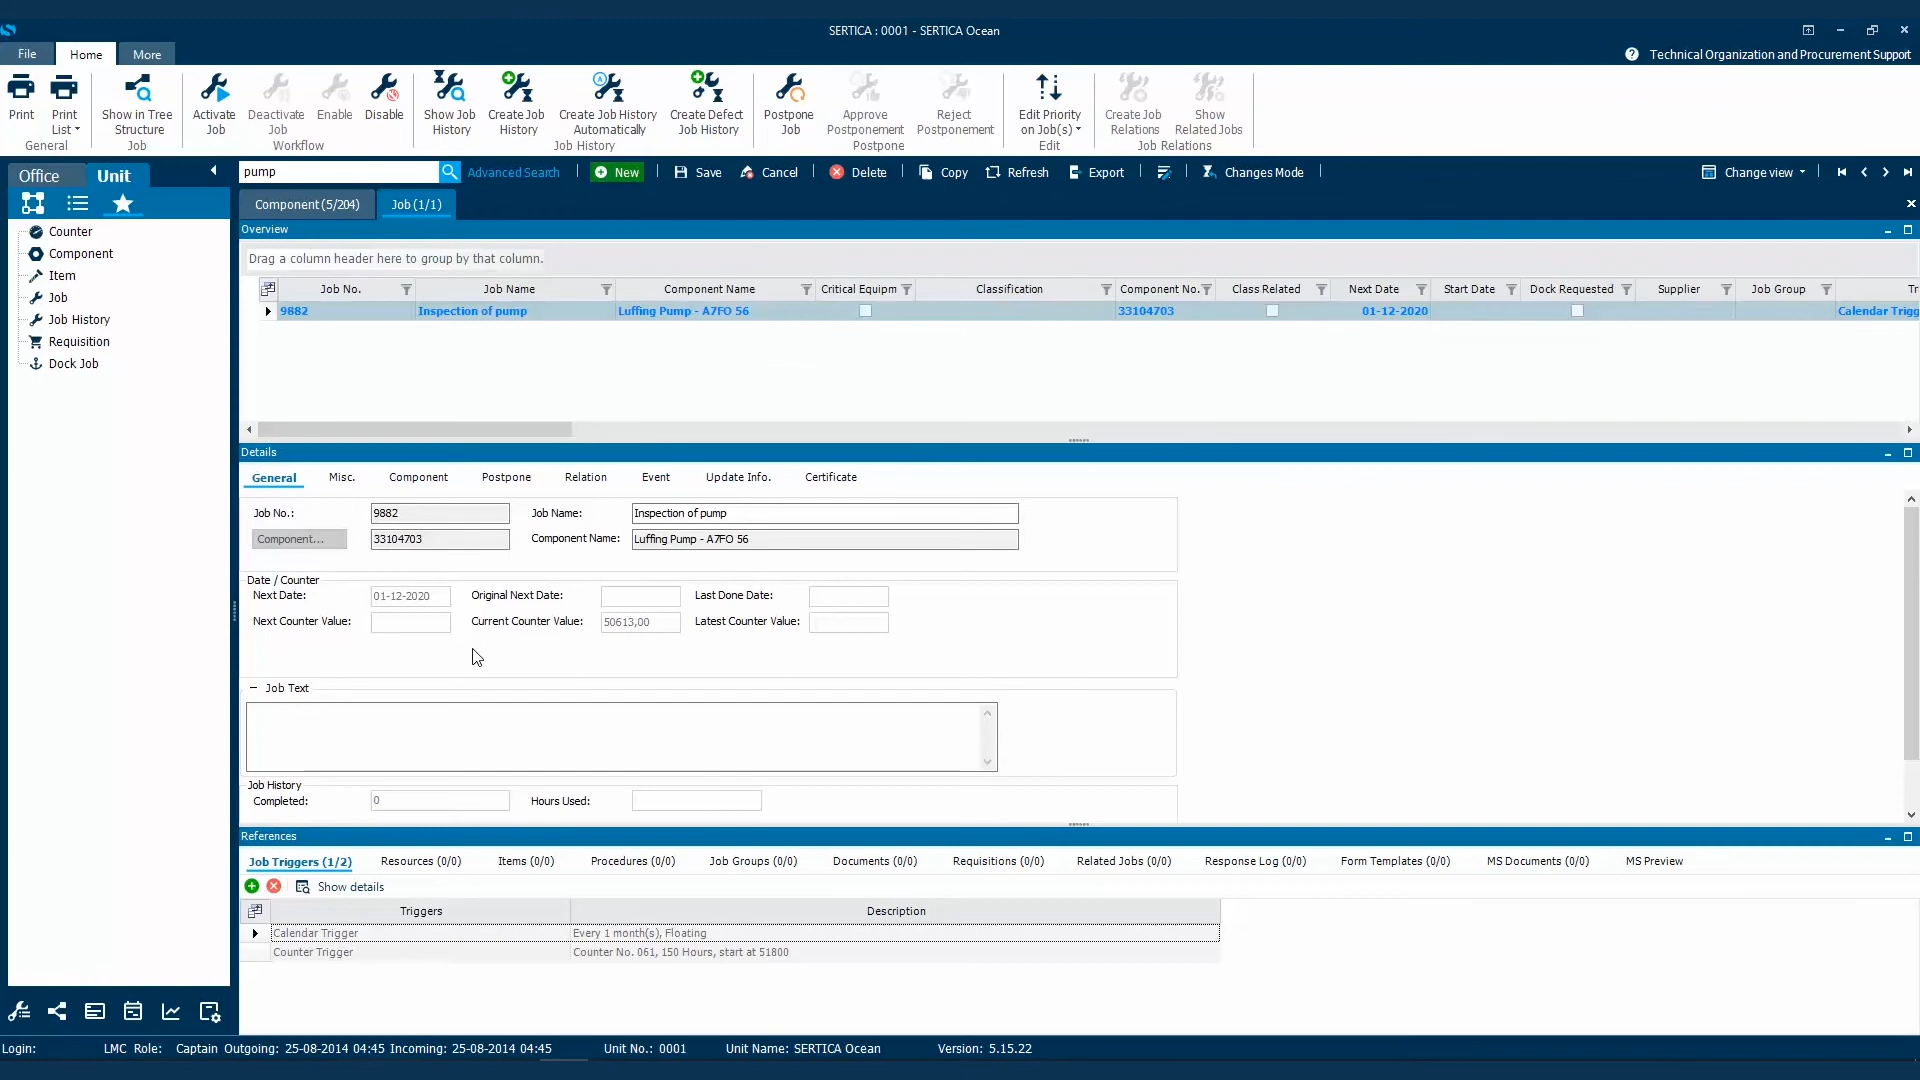 SERTICA : 0001 - SERTICA Ocean
File Home More
Technical Organization and Procurement Support
Print
Print List
General
Show in Tree Structure
Job
Activate Job
Deactivate Job
Enable
Disable
Workflow
Show Job History
Create Job History
Create Job History Automatically
Create Defect Job History
Job History
Postpone Job
Approve Postponement
Reject Postponement
Postpone
Edit Priority on Job(s)
Edit
Create Job Relations
Show Related Jobs
Job Relations
Office Unit
pump Advanced Search New Save Cancel Delete Copy Refresh Export Changes Mode Change view
Component (5/204) Job (1/1)
Counter
Component
Item
Job
Job History
Requisition
Dock Job
Overview
Drag a column header here to group by that column.
Job No. Job Name Component Name Critical Equipm Classification Component No. Class Related Next Date Start Date Dock Requested Supplier Job Group Tr
9882 Inspection of pump Luffing Pump - A7FO 56 33104703 01-12-2020 Calendar Trigg
Details
General Misc. Component Postpone Relation Event Update Info. Certificate
Job No.: 9882 Job Name: Inspection of pump
Component... 33104703 Component Name: Luffing Pump - A7FO 56
Date / Counter
Next Date: 01-12-2020 Original Next Date: Last Done Date:
Next Counter Value: Current Counter Value: 50613,00 Latest Counter Value:
Job Text
Job History
Completed: 0 Hours Used:
References
Job Triggers (1/2) Resources (0/0) Items (0/0) Procedures (0/0) Job Groups (0/0) Documents (0/0) Requisitions (0/0) Related Jobs (0/0) Response Log (0/0) Form Templates (0/0) MS Documents (0/0) MS Preview
Show details
Triggers Description
Calendar Trigger Every 1 month(s), Floating
Counter Trigger Counter No. 061, 150 Hours, start at 51800
Login: LMC Role: Captain Outgoing: 25-08-2014 04:45 Incoming: 25-08-2014 04:45 Unit No.: 0001 Unit Name: SERTICA Ocean Version: 5.15.22